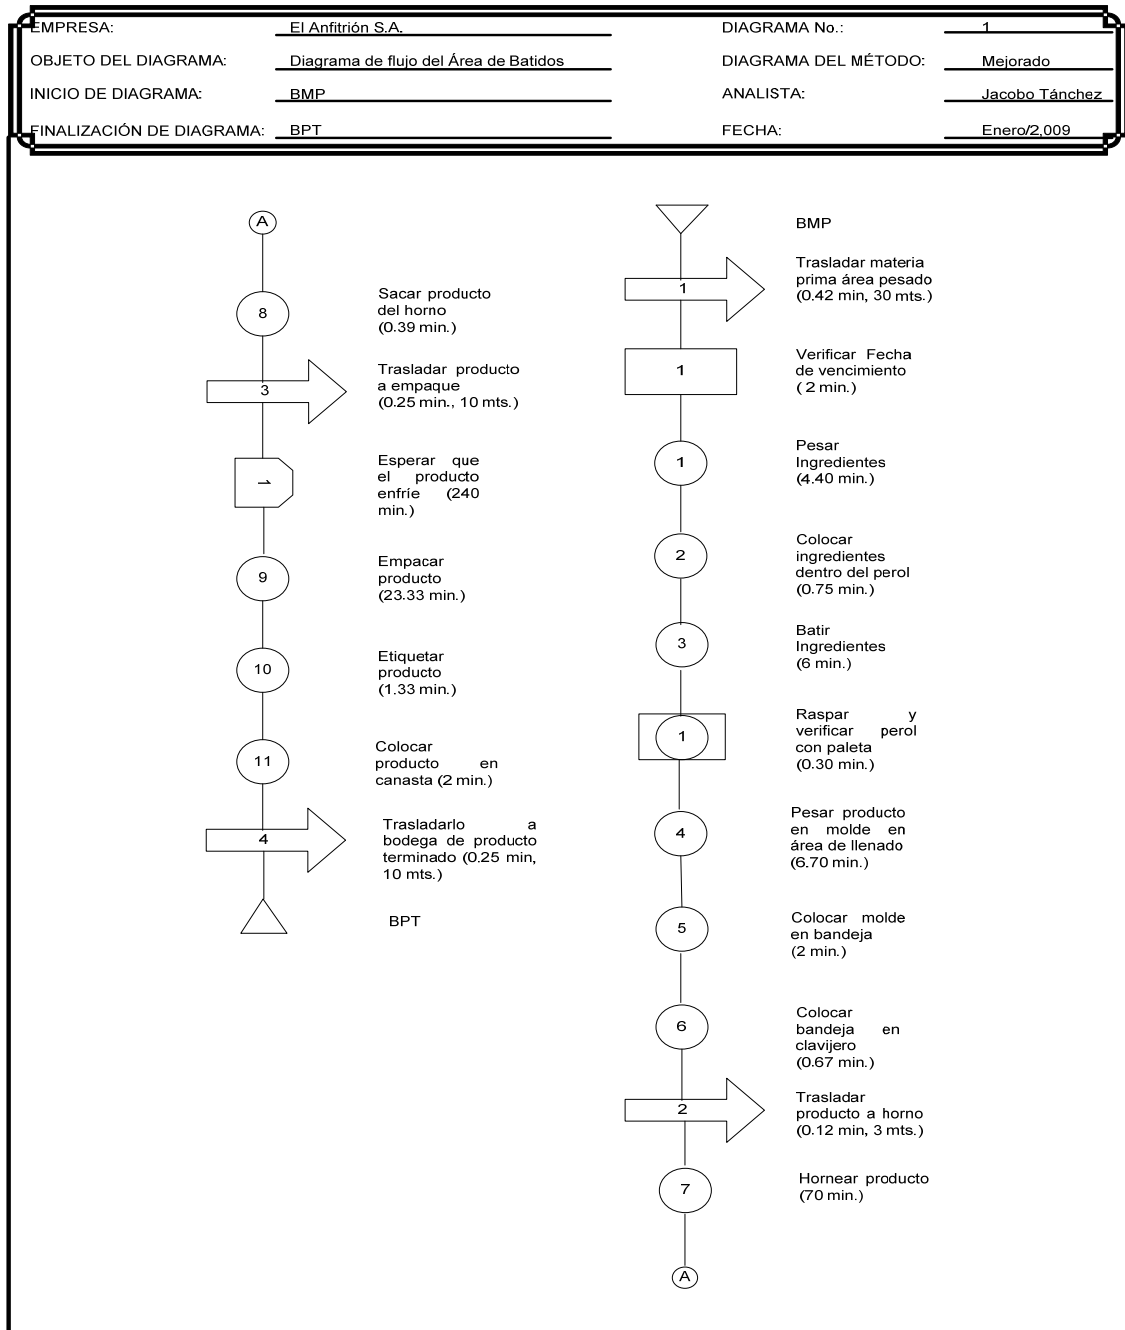 EMPRESA: El Anfitrión S.A. DIAGRAMA No.: 1
OBJETO DEL DIAGRAMA: Diagrama de flujo del Área de Batidos DIAGRAMA DEL MÉTODO: Mejorado
INICIO DE DIAGRAMA: BMP ANALISTA: Jacobo Tánchez
FINALIZACIÓN DE DIAGRAMA: BPT FECHA: Enero/2,009
A
8
Sacar producto
del horno
(0.39 min.)
3
Trasladar producto
a empaque
(0.25 min., 10 mts.)
1
Esperar que
el producto
enfríe (240
min.)
9
Empacar
producto
(23.33 min.)
10
Etiquetar
producto
(1.33 min.)
11
Colocar
producto en
canasta (2 min.)
4
Trasladarlo a
bodega de producto
terminado (0.25 min,
10 mts.)
BPT
BMP
1
Trasladar materia
prima área pesado
(0.42 min, 30 mts.)
1
Verificar Fecha
de vencimiento
( 2 min.)
1
Pesar
Ingredientes
(4.40 min.)
2
Colocar
ingredientes
dentro del perol
(0.75 min.)
3
Batir
Ingredientes
(6 min.)
1
Raspar y
verificar perol
con paleta
(0.30 min.)
4
Pesar producto
en molde en
área de llenado
(6.70 min.)
5
Colocar molde
en bandeja
(2 min.)
6
Colocar
bandeja en
clavijero
(0.67 min.)
2
Trasladar
producto a horno
(0.12 min, 3 mts.)
7
Hornear producto
(70 min.)
A